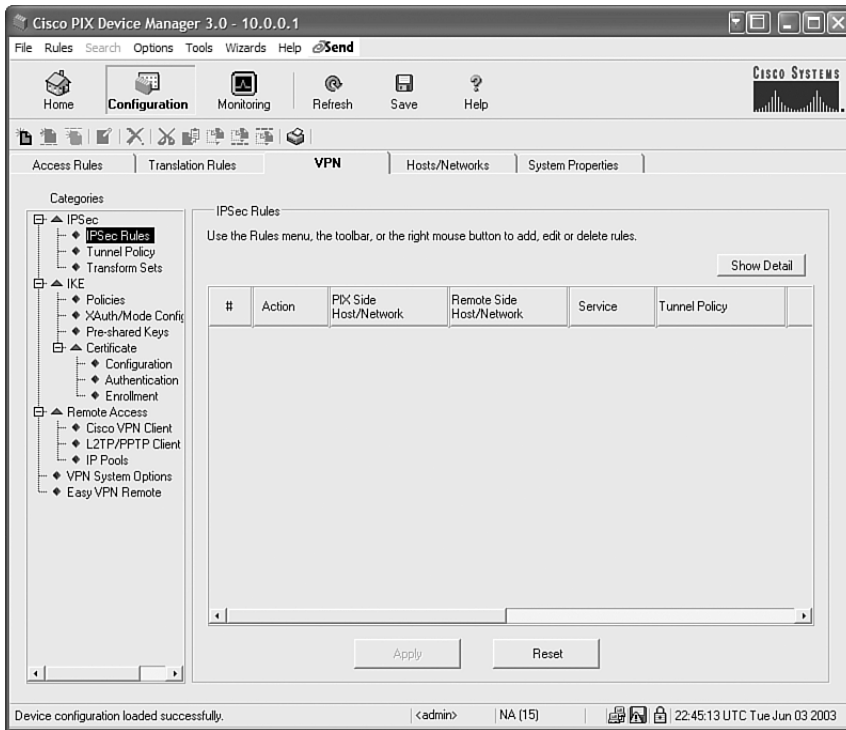 Cisco PIX Device Manager 3.0 - 10.0.0.1
File Rules Search Options Tools Wizards Help Send
Home Configuration Monitoring Refresh Save Help
CISCO SYSTEMS
Access Rules Translation Rules VPN Hosts/Networks System Properties
Categories
IPSec
IPSec Rules
Tunnel Policy
Transform Sets
IKE
Policies
XAuth/Mode Config
Pre-shared Keys
Certificate
Configuration
Authentication
Enrollment
Remote Access
Cisco VPN Client
L2TP/PPTP Client
IP Pools
VPN System Options
Easy VPN Remote
IPSec Rules
Use the Rules menu, the toolbar, or the right mouse button to add, edit or delete rules.
Show Detail
# Action PIX Side Host/Network Remote Side Host/Network Service Tunnel Policy
Apply Reset
Device configuration loaded successfully. <admin> NA (15) 22:45:13 UTC Tue Jun 03 2003